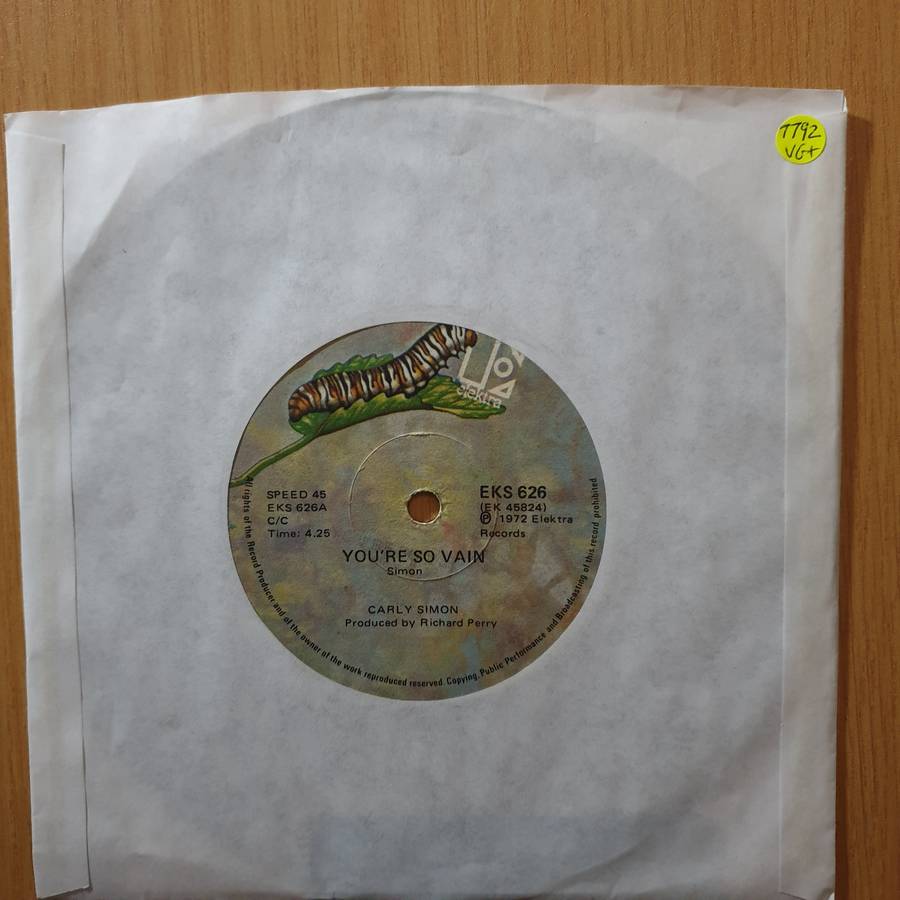 7792
VG+
elektra
SPEED 45
EKS 626A
C/C
Time: 4.25
EKS 626
(EK 45824)
Ⓟ 1972 Elektra
Records
YOU'RE SO VAIN
Simon
CARLY SIMON
Produced by Richard Perry
All rights of the Record Producer and of the owner of the work reproduced reserved. Copying, Public Performance and Broadcasting of this record prohibited